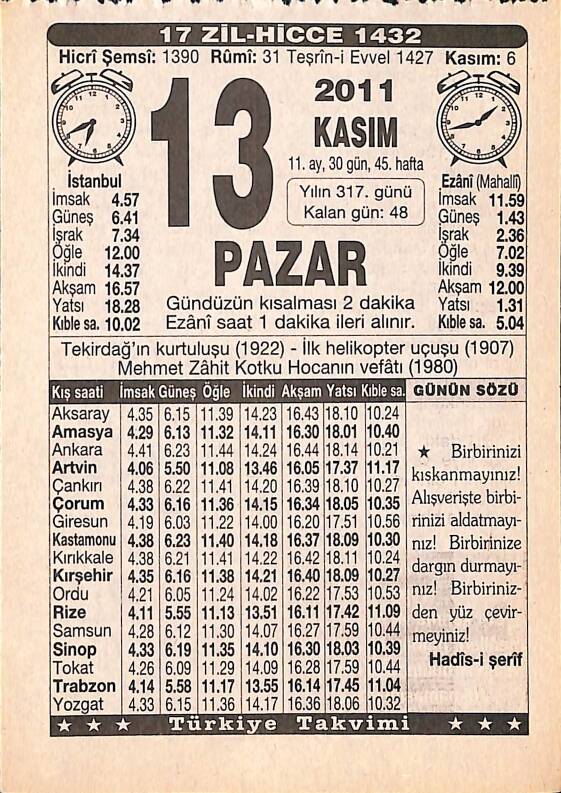 17 ZİL-HİCCE 1432
Hicrî Şemsî: 1390 Rûmî: 31 Teşrîn-i Evvel 1427 Kasım: 6
13
2011
KASIM
11. ay, 30 gün, 45. hafta
Yılın 317. günü
Kalan gün: 48
PAZAR
Gündüzün kısalması 2 dakika
Ezânî saat 1 dakika ileri alınır.
İstanbul
İmsak 4.57
Güneş 6.41
İşrak 7.34
Öğle 12.00
İkindi 14.37
Akşam 16.57
Yatsı 18.28
Kıble sa. 10.02
Ezânî (Mahallî)
İmsak 11.59
Güneş 1.43
İşrak 2.36
Öğle 7.02
İkindi 9.39
Akşam 12.00
Yatsı 1.31
Kıble sa. 5.04
Tekirdağ'ın kurtuluşu (1922) - İlk helikopter uçuşu (1907)
Mehmet Zâhit Kotku Hocanın vefâtı (1980)
Kış saati İmsak Güneş Öğle İkindi Akşam Yatsı Kıble sa.
Aksaray 4.35 6.15 11.39 14.23 16.43 18.10 10.24
Amasya 4.29 6.13 11.32 14.11 16.30 18.01 10.40
Ankara 4.41 6.23 11.44 14.24 16.44 18.14 10.21
Artvin 4.06 5.50 11.08 13.46 16.05 17.37 11.17
Çankırı 4.38 6.22 11.41 14.20 16.39 18.10 10.27
Çorum 4.33 6.16 11.36 14.15 16.34 18.05 10.35
Giresun 4.19 6.03 11.22 14.00 16.20 17.51 10.56
Kastamonu 4.38 6.23 11.40 14.18 16.37 18.09 10.30
Kırıkkale 4.38 6.21 11.41 14.22 16.42 18.11 10.24
Kırşehir 4.35 6.16 11.38 14.21 16.40 18.09 10.27
Ordu 4.21 6.05 11.24 14.02 16.22 17.53 10.53
Rize 4.11 5.55 11.13 13.51 16.11 17.42 11.09
Samsun 4.28 6.12 11.30 14.07 16.27 17.59 10.44
Sinop 4.33 6.19 11.35 14.10 16.30 18.03 10.39
Tokat 4.26 6.09 11.29 14.09 16.28 17.59 10.44
Trabzon 4.14 5.58 11.17 13.55 16.14 17.45 11.04
Yozgat 4.33 6.15 11.36 14.17 16.36 18.06 10.32
GÜNÜN SÖZÜ
★ Birbirinizi
kıskanmayınız!
Alışverişte birbi-
rinizi aldatmayı-
nız! Birbirinize
dargın durmayı-
nız! Birbiriniz-
den yüz çevir-
meyiniz!
Hadîs-i şerîf
★ ★ ★ Türkiye Takvimi ★ ★ ★